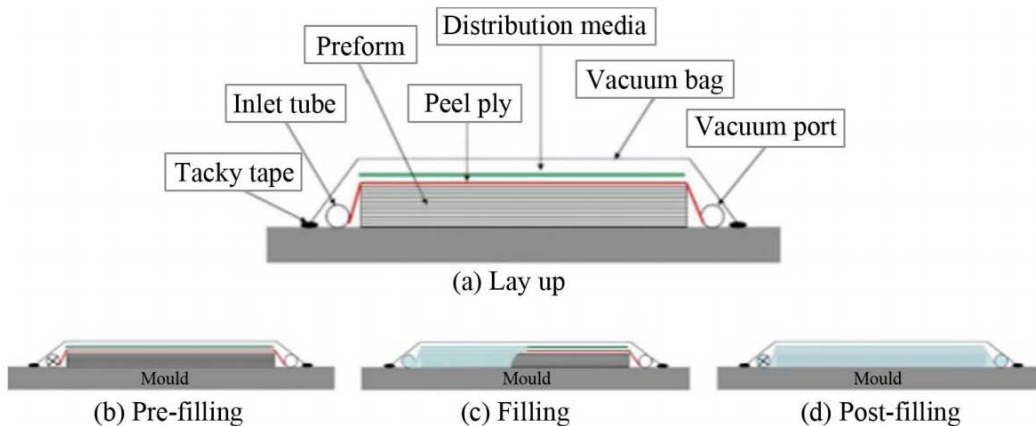 Distribution media
Preform
Vacuum bag
Inlet tube
Peel ply
Vacuum port
Tacky tape
(a) Lay up
Mould
Mould
Mould
(b) Pre-filling
(c) Filling
(d) Post-filling